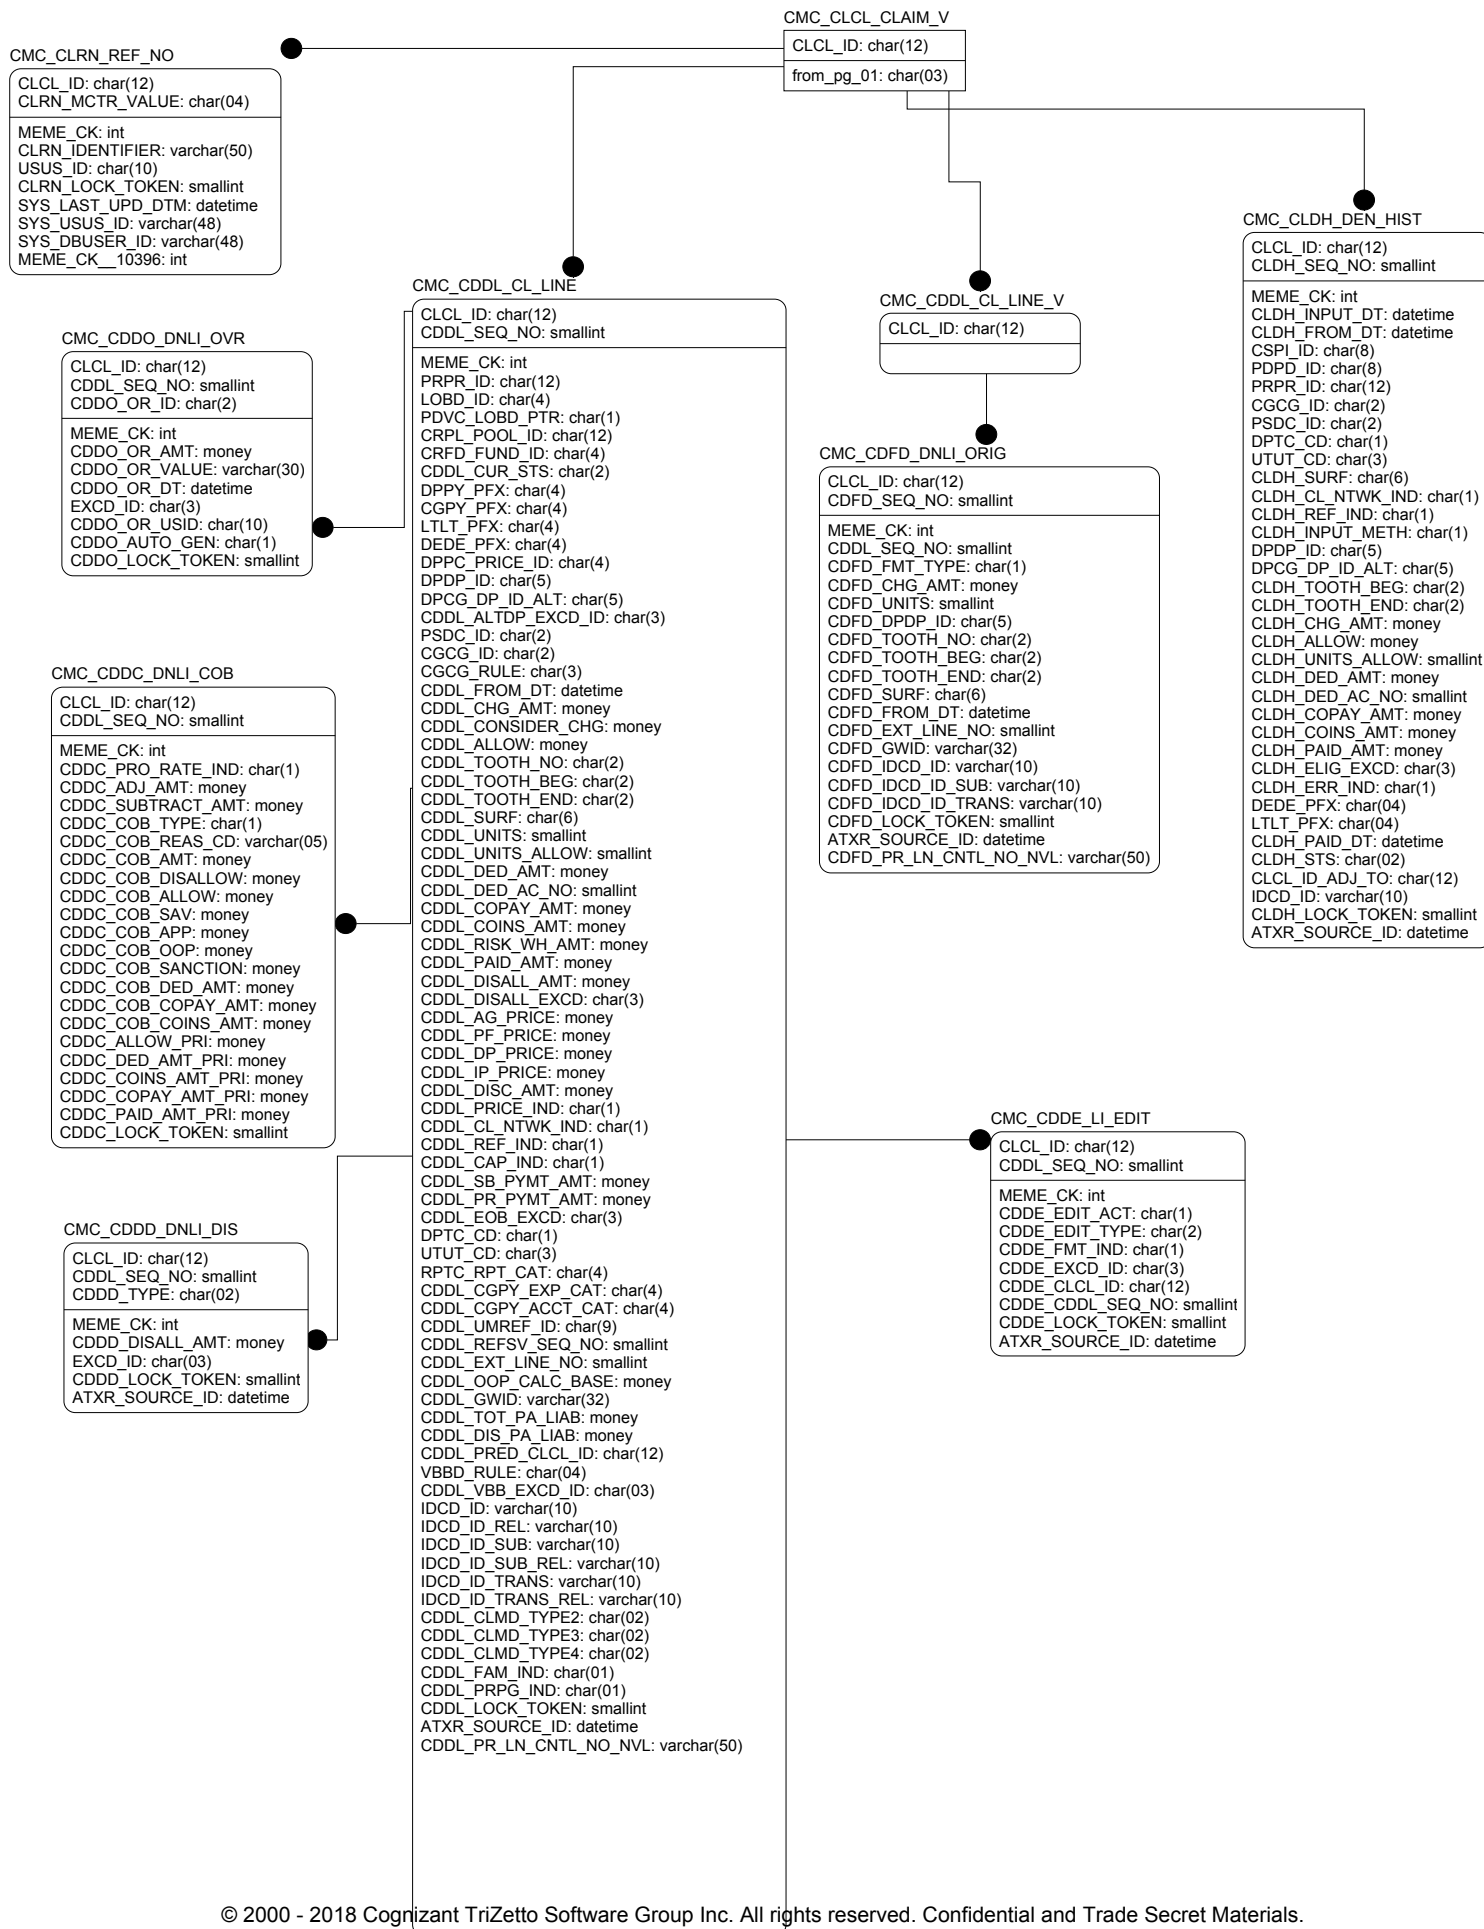 CMC_CLCL_CLAIM_V
CLCL_ID: char(12)
from_pg_01: char(03)
CMC_CLRN_REF_NO
CLCL_ID: char(12)
CLRN_MCTR_VALUE: char(04)
MEME_CK: int
CLRN_IDENTIFIER: varchar(50)
USUS_ID: char(10)
CLRN_LOCK_TOKEN: smallint
SYS_LAST_UPD_DTM: datetime
SYS_USUS_ID: varchar(48)
SYS_DBUSER_ID: varchar(48)
MEME_CK__10396: int
CMC_CDDO_DNLI_OVR
CLCL_ID: char(12)
CDDL_SEQ_NO: smallint
CDDO_OR_ID: char(2)
MEME_CK: int
CDDO_OR_AMT: money
CDDO_OR_VALUE: varchar(30)
CDDO_OR_DT: datetime
EXCD_ID: char(3)
CDDO_OR_USID: char(10)
CDDO_AUTO_GEN: char(1)
CDDO_LOCK_TOKEN: smallint
CMC_CDDC_DNLI_COB
CLCL_ID: char(12)
CDDL_SEQ_NO: smallint
MEME_CK: int
CDDC_PRO_RATE_IND: char(1)
CDDC_ADJ_AMT: money
CDDC_SUBTRACT_AMT: money
CDDC_COB_TYPE: char(1)
CDDC_COB_REAS_CD: varchar(05)
CDDC_COB_AMT: money
CDDC_COB_DISALLOW: money
CDDC_COB_ALLOW: money
CDDC_COB_SAV: money
CDDC_COB_APP: money
CDDC_COB_OOP: money
CDDC_COB_SANCTION: money
CDDC_COB_DED_AMT: money
CDDC_COB_COPAY_AMT: money
CDDC_COB_COINS_AMT: money
CDDC_ALLOW_PRI: money
CDDC_DED_AMT_PRI: money
CDDC_COINS_AMT_PRI: money
CDDC_COPAY_AMT_PRI: money
CDDC_PAID_AMT_PRI: money
CDDC_LOCK_TOKEN: smallint
CMC_CDDD_DNLI_DIS
CLCL_ID: char(12)
CDDL_SEQ_NO: smallint
CDDD_TYPE: char(02)
MEME_CK: int
CDDD_DISALL_AMT: money
EXCD_ID: char(03)
CDDD_LOCK_TOKEN: smallint
ATXR_SOURCE_ID: datetime
CMC_CDDL_CL_LINE
CLCL_ID: char(12)
CDDL_SEQ_NO: smallint
MEME_CK: int
PRPR_ID: char(12)
LOBD_ID: char(4)
PDVC_LOBD_PTR: char(1)
CRPL_POOL_ID: char(12)
CRFD_FUND_ID: char(4)
CDDL_CUR_STS: char(2)
DPPY_PFX: char(4)
CGPY_PFX: char(4)
LTLT_PFX: char(4)
DEDE_PFX: char(4)
DPPC_PRICE_ID: char(4)
DPDP_ID: char(5)
DPCG_DP_ID_ALT: char(5)
CDDL_ALTDP_EXCD_ID: char(3)
PSDC_ID: char(2)
CGCG_ID: char(2)
CGCG_RULE: char(3)
CDDL_FROM_DT: datetime
CDDL_CHG_AMT: money
CDDL_CONSIDER_CHG: money
CDDL_ALLOW: money
CDDL_TOOTH_NO: char(2)
CDDL_TOOTH_BEG: char(2)
CDDL_TOOTH_END: char(2)
CDDL_SURF: char(6)
CDDL_UNITS: smallint
CDDL_UNITS_ALLOW: smallint
CDDL_DED_AMT: money
CDDL_DED_AC_NO: smallint
CDDL_COPAY_AMT: money
CDDL_COINS_AMT: money
CDDL_RISK_WH_AMT: money
CDDL_PAID_AMT: money
CDDL_DISALL_AMT: money
CDDL_DISALL_EXCD: char(3)
CDDL_AG_PRICE: money
CDDL_PF_PRICE: money
CDDL_DP_PRICE: money
CDDL_IP_PRICE: money
CDDL_DISC_AMT: money
CDDL_PRICE_IND: char(1)
CDDL_CL_NTWK_IND: char(1)
CDDL_REF_IND: char(1)
CDDL_CAP_IND: char(1)
CDDL_SB_PYMT_AMT: money
CDDL_PR_PYMT_AMT: money
CDDL_EOB_EXCD: char(3)
DPTC_CD: char(1)
UTUT_CD: char(3)
RPTC_RPT_CAT: char(4)
CDDL_CGPY_EXP_CAT: char(4)
CDDL_CGPY_ACCT_CAT: char(4)
CDDL_UMREF_ID: char(9)
CDDL_REFSV_SEQ_NO: smallint
CDDL_EXT_LINE_NO: smallint
CDDL_OOP_CALC_BASE: money
CDDL_GWID: varchar(32)
CDDL_TOT_PA_LIAB: money
CDDL_DIS_PA_LIAB: money
CDDL_PRED_CLCL_ID: char(12)
VBBD_RULE: char(04)
CDDL_VBB_EXCD_ID: char(03)
IDCD_ID: varchar(10)
IDCD_ID_REL: varchar(10)
IDCD_ID_SUB: varchar(10)
IDCD_ID_SUB_REL: varchar(10)
IDCD_ID_TRANS: varchar(10)
IDCD_ID_TRANS_REL: varchar(10)
CDDL_CLMD_TYPE2: char(02)
CDDL_CLMD_TYPE3: char(02)
CDDL_CLMD_TYPE4: char(02)
CDDL_FAM_IND: char(01)
CDDL_PRPG_IND: char(01)
CDDL_LOCK_TOKEN: smallint
ATXR_SOURCE_ID: datetime
CDDL_PR_LN_CNTL_NO_NVL: varchar(50)
CMC_CDDL_CL_LINE_V
CLCL_ID: char(12)
CMC_CDFD_DNLI_ORIG
CLCL_ID: char(12)
CDFD_SEQ_NO: smallint
MEME_CK: int
CDDL_SEQ_NO: smallint
CDFD_FMT_TYPE: char(1)
CDFD_CHG_AMT: money
CDFD_UNITS: smallint
CDFD_DPDP_ID: char(5)
CDFD_TOOTH_NO: char(2)
CDFD_TOOTH_BEG: char(2)
CDFD_TOOTH_END: char(2)
CDFD_SURF: char(6)
CDFD_FROM_DT: datetime
CDFD_EXT_LINE_NO: smallint
CDFD_GWID: varchar(32)
CDFD_IDCD_ID: varchar(10)
CDFD_IDCD_ID_SUB: varchar(10)
CDFD_IDCD_ID_TRANS: varchar(10)
CDFD_LOCK_TOKEN: smallint
ATXR_SOURCE_ID: datetime
CDFD_PR_LN_CNTL_NO_NVL: varchar(50)
CMC_CLDH_DEN_HIST
CLCL_ID: char(12)
CLDH_SEQ_NO: smallint
MEME_CK: int
CLDH_INPUT_DT: datetime
CLDH_FROM_DT: datetime
CSPI_ID: char(8)
PDPD_ID: char(8)
PRPR_ID: char(12)
CGCG_ID: char(2)
PSDC_ID: char(2)
DPTC_CD: char(1)
UTUT_CD: char(3)
CLDH_SURF: char(6)
CLDH_CL_NTWK_IND: char(1)
CLDH_REF_IND: char(1)
CLDH_INPUT_METH: char(1)
DPDP_ID: char(5)
DPCG_DP_ID_ALT: char(5)
CLDH_TOOTH_BEG: char(2)
CLDH_TOOTH_END: char(2)
CLDH_CHG_AMT: money
CLDH_ALLOW: money
CLDH_UNITS_ALLOW: smallint
CLDH_DED_AMT: money
CLDH_DED_AC_NO: smallint
CLDH_COPAY_AMT: money
CLDH_COINS_AMT: money
CLDH_PAID_AMT: money
CLDH_ELIG_EXCD: char(3)
CLDH_ERR_IND: char(1)
DEDE_PFX: char(04)
LTLT_PFX: char(04)
CLDH_PAID_DT: datetime
CLDH_STS: char(02)
CLCL_ID_ADJ_TO: char(12)
IDCD_ID: varchar(10)
CLDH_LOCK_TOKEN: smallint
ATXR_SOURCE_ID: datetime
CMC_CDDE_LI_EDIT
CLCL_ID: char(12)
CDDL_SEQ_NO: smallint
MEME_CK: int
CDDE_EDIT_ACT: char(1)
CDDE_EDIT_TYPE: char(2)
CDDE_FMT_IND: char(1)
CDDE_EXCD_ID: char(3)
CDDE_CLCL_ID: char(12)
CDDE_CDDL_SEQ_NO: smallint
CDDE_LOCK_TOKEN: smallint
ATXR_SOURCE_ID: datetime
© 2000 - 2018 Cognizant TriZetto Software Group Inc. All rights reserved. Confidential and Trade Secret Materials.